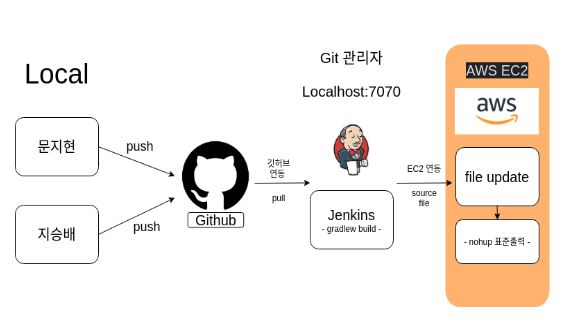 Local
문지현
지승배
push
push
Github
깃허브
연동
pull
Git 관리자
Localhost:7070
Jenkins
- gradlew build -
EC2 연동
source
file
AWS EC2
aws
file update
- nohup 표준출력 -